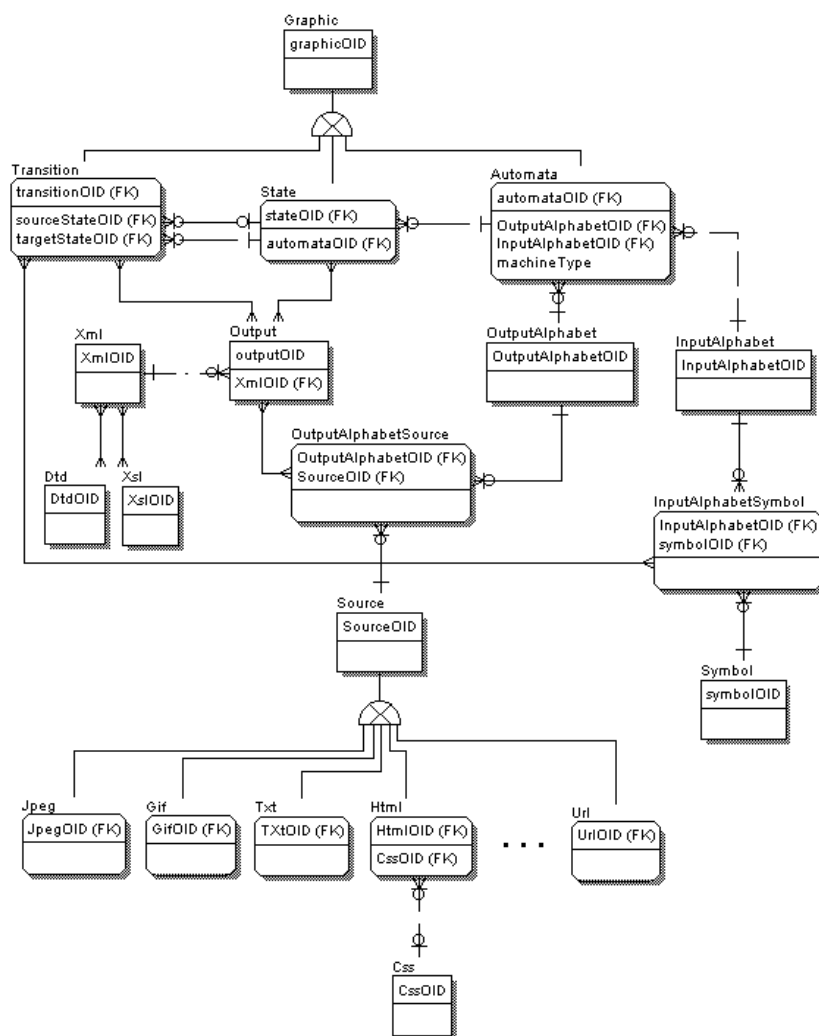 Graphic
graphicOID
Transition
transitionOID (FK)
sourceStateOID (FK)
targetStateOID (FK)
State
stateOID (FK)
automataOID (FK)
Automata
automataOID (FK)
OutputAlphabetOID (FK)
InputAlphabetOID (FK)
machineType
Xml
XmlOID
Output
outputOID
XmlOID (FK)
OutputAlphabet
OutputAlphabetOID
InputAlphabet
InputAlphabetOID
OutputAlphabetSource
OutputAlphabetOID (FK)
SourceOID (FK)
Dtd
DtdOID
Xsl
XslOID
InputAlphabetSymbol
InputAlphabetOID (FK)
symbolOID (FK)
Source
SourceOID
Symbol
symbolOID
Jpeg
JpegOID (FK)
Gif
GifOID (FK)
Txt
TXtOID (FK)
Html
HtmlOID (FK)
CssOID (FK)
...
Url
UrlOID (FK)
Css
CssOID